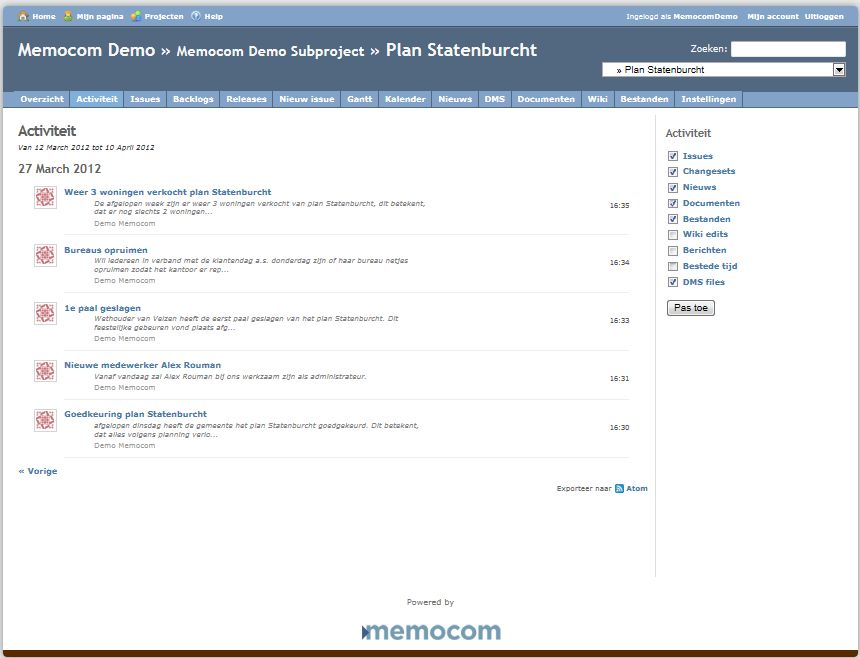 Home Mijn pagina Projecten Help Ingelogd als MemocomDemo Mijn account Uitloggen
Memocom Demo » Memocom Demo Subproject » Plan Statenburcht
Zoeken:
» Plan Statenburcht
Overzicht Activiteit Issues Backlogs Releases Nieuw issue Gantt Kalender Nieuws DMS Documenten Wiki Bestanden Instellingen
Activiteit
Van 12 March 2012 tot 10 April 2012
27 March 2012
Weer 3 woningen verkocht plan Statenburcht
De afgelopen week zijn er weer 3 woningen verkocht van plan Statenburcht, dit betekent,
dat er nog slechts 2 woningen...
16:35
Demo Memocom
Bureaus opruimen
Wil iedereen in verband met de klantendag a.s. donderdag zijn of haar bureau netjes
opruimen zodat het kantoor er rep...
16:34
Demo Memocom
1e paal geslagen
Wethouder van Velzen heeft de eerst paal geslagen van het plan Statenburcht. Dit
feestelijke gebeuren vond plaats afg...
16:33
Demo Memocom
Nieuwe medewerker Alex Rouman
Vanaf vandaag zal Alex Rouman bij ons werkzaam zijn als administrateur.
16:31
Demo Memocom
Goedkeuring plan Statenburcht
afgelopen dinsdag heeft de gemeente het plan Statenburcht goedgekeurd. Dit betekent,
dat alles volgens planning verlo...
16:30
Demo Memocom
« Vorige
Exporteer naar Atom
Activiteit
Issues
Changesets
Nieuws
Documenten
Bestanden
Wiki edits
Berichten
Bestede tijd
DMS files
Pas toe
Powered by
memocom